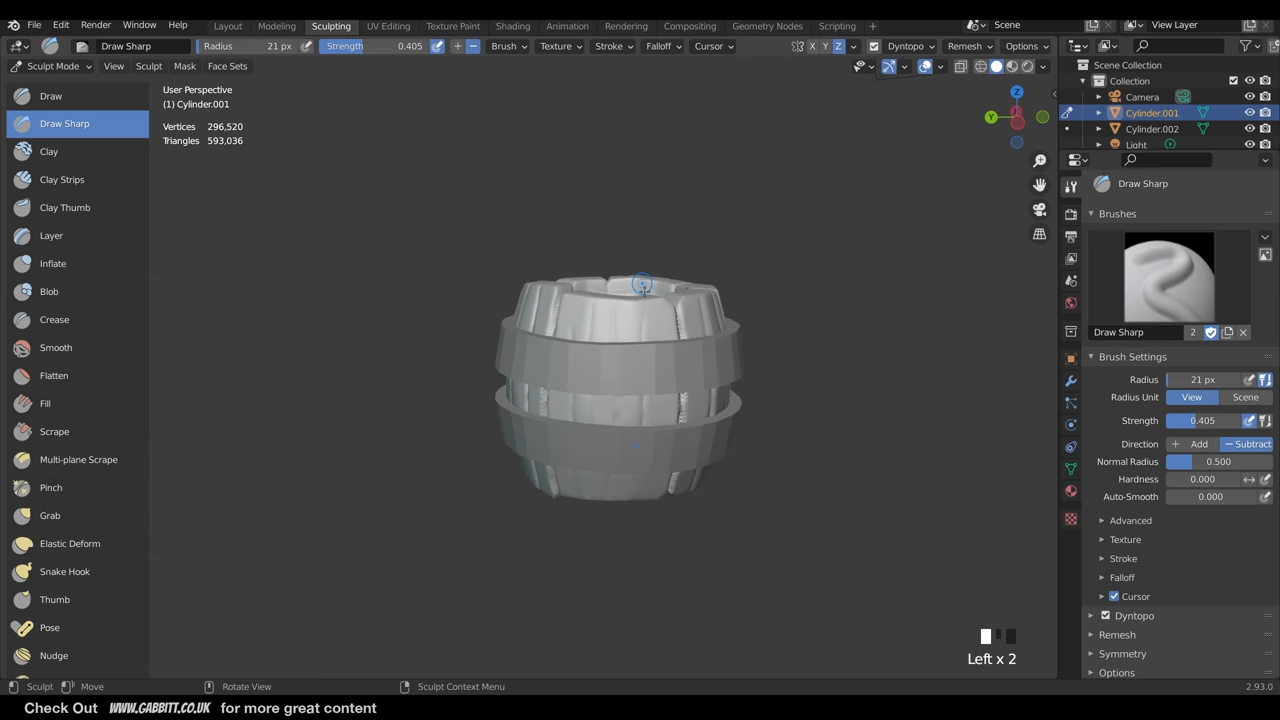 File Edit Render Window Help Layout Modeling Sculpting UV Editing Texture Paint Shading Animation Rendering Compositing Geometry Nodes Scripting + Scene View Layer
Draw Sharp Radius 21 px Strength 0.405 Brush Texture Stroke Falloff Cursor X Y Z Dyntopo Remesh Options
Sculpt Mode View Sculpt Mask Face Sets
Draw
Draw Sharp
Clay
Clay Strips
Clay Thumb
Layer
Inflate
Blob
Crease
Smooth
Flatten
Fill
Scrape
Multi-plane Scrape
Pinch
Grab
Elastic Deform
Snake Hook
Thumb
Pose
Nudge
User Perspective
(1) Cylinder.001
Vertices 296,520
Triangles 593,036
Z
Y
Left x 2
Scene Collection
Collection
Camera
Cylinder.001
Cylinder.002
Light
Draw Sharp
Brushes
Draw Sharp 2
Brush Settings
Radius 21 px
Radius Unit View Scene
Strength 0.405
Direction + Add − Subtract
Normal Radius 0.500
Hardness 0.000
Auto-Smooth 0.000
Advanced
Texture
Stroke
Falloff
Cursor
Dyntopo
Remesh
Symmetry
Options
Sculpt Move Rotate View Sculpt Context Menu 2.93.0
Check Out WWW.GABBITT.CO.UK for more great content